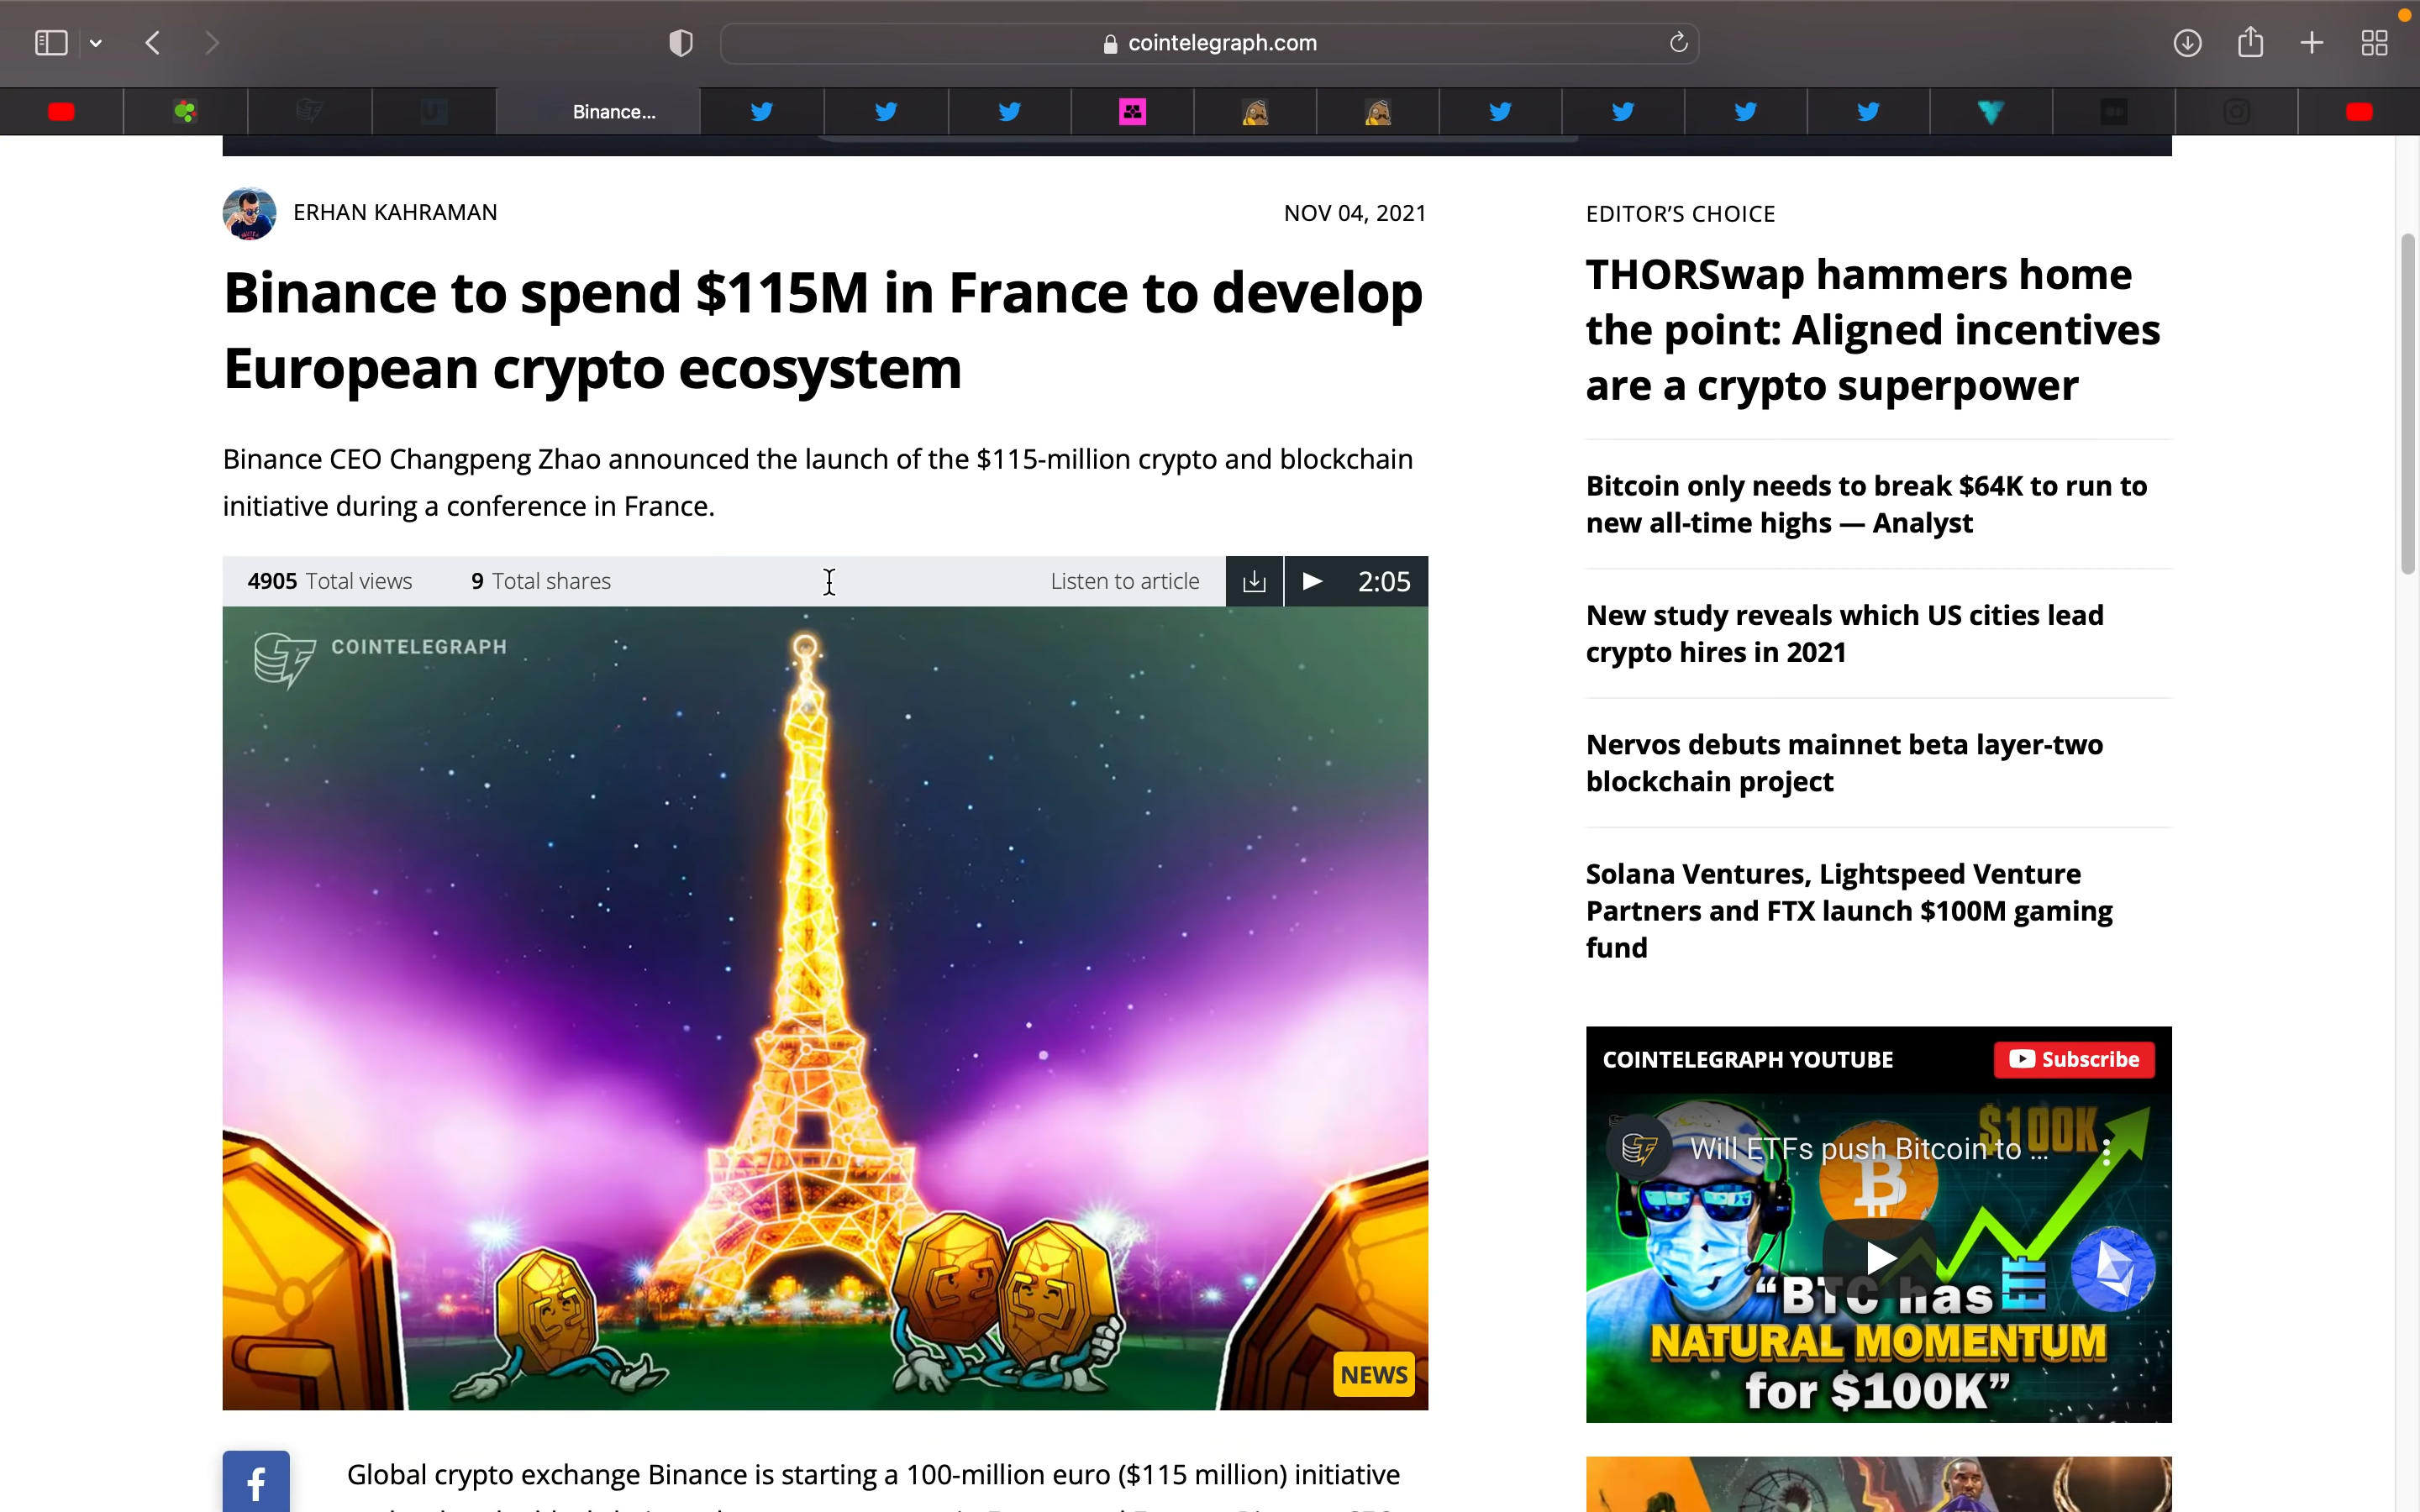 cointelegraph.com
Binance...
ERHAN KAHRAMAN
NOV 04, 2021
Binance to spend $115M in France to develop
European crypto ecosystem
Binance CEO Changpeng Zhao announced the launch of the $115-million crypto and blockchain
initiative during a conference in France.
4905 Total views 9 Total shares Listen to article 2:05
COINTELEGRAPH
NEWS
Global crypto exchange Binance is starting a 100-million euro ($115 million) initiative
EDITOR'S CHOICE
THORSwap hammers home
the point: Aligned incentives
are a crypto superpower
Bitcoin only needs to break $64K to run to
new all-time highs — Analyst
New study reveals which US cities lead
crypto hires in 2021
Nervos debuts mainnet beta layer-two
blockchain project
Solana Ventures, Lightspeed Venture
Partners and FTX launch $100M gaming
fund
COINTELEGRAPH YOUTUBE
Subscribe
$100K
Will ETFs push Bitcoin to ...
ETF
“BTC has
NATURAL MOMENTUM
for $100K”